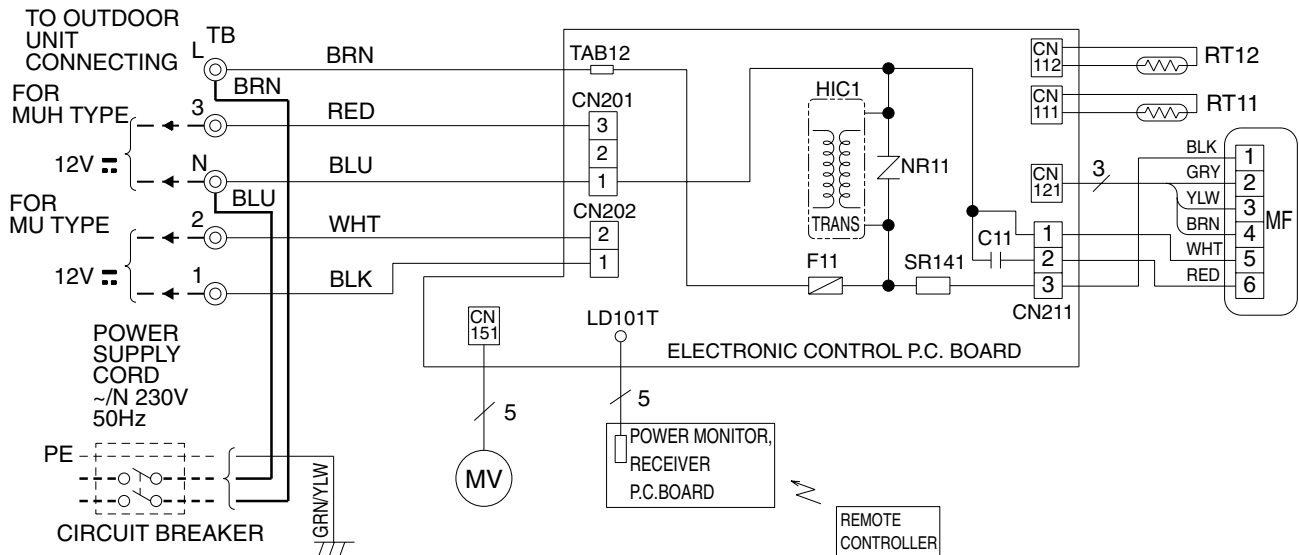 TO OUTDOOR
UNIT
CONNECTING
TB
L
BRN
BRN
TAB12
FOR
MUH TYPE
3
RED
CN201
3
2
1
12V
N
BLU
BLU
FOR
MU TYPE
2
WHT
CN202
2
1
12V
1
BLK
HIC1
TRANS
NR11
F11
SR141
C11
1
2
3
CN211
CN
112
RT12
CN
111
RT11
CN
121
3
BLK
GRY
YLW
BRN
WHT
RED
1
2
3
4
5
6
MF
CN
151
LD101T
ELECTRONIC CONTROL P.C. BOARD
5
5
MV
POWER MONITOR,
RECEIVER
P.C.BOARD
REMOTE
CONTROLLER
POWER
SUPPLY
CORD
~/N 230V
50Hz
PE
GRN/YLW
CIRCUIT BREAKER